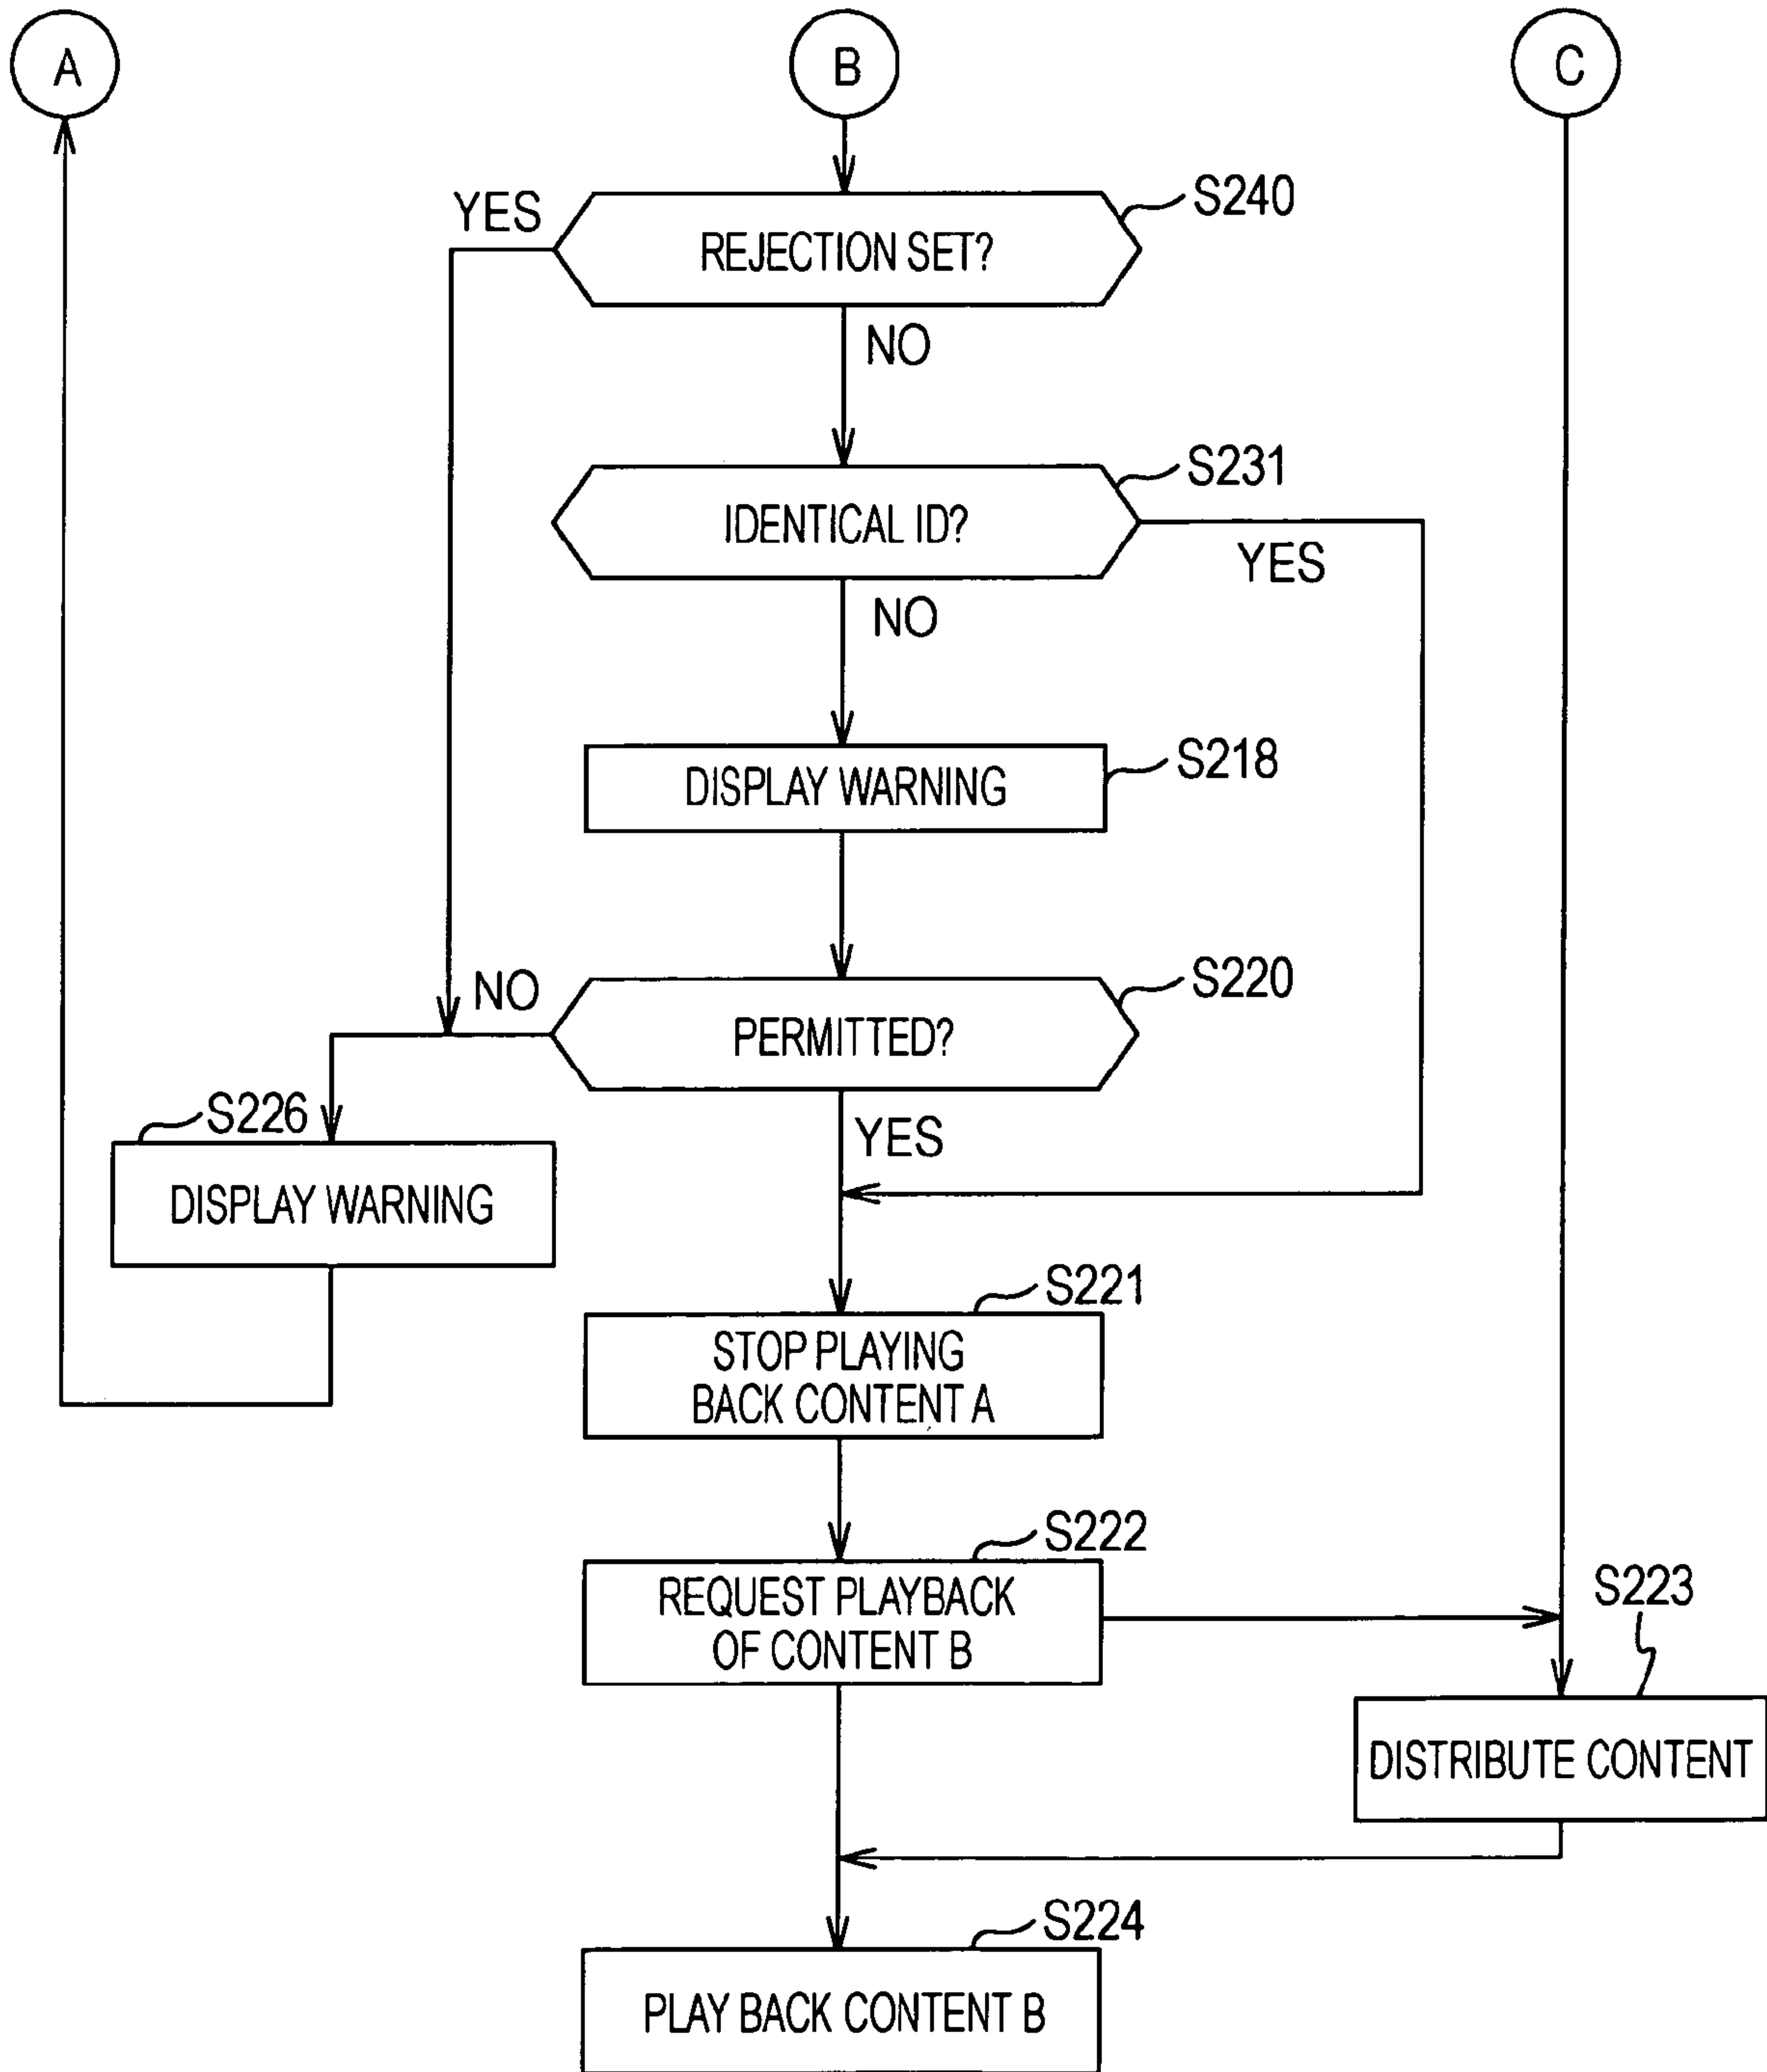 A
B
C
S240
YES
REJECTION SET?
NO
S231
IDENTICAL ID?
YES
NO
S218
DISPLAY WARNING
S220
NO
PERMITTED?
S226
YES
DISPLAY WARNING
S221
STOP PLAYING
BACK CONTENT A
S222
REQUEST PLAYBACK
OF CONTENT B
S223
DISTRIBUTE CONTENT
S224
PLAY BACK CONTENT B